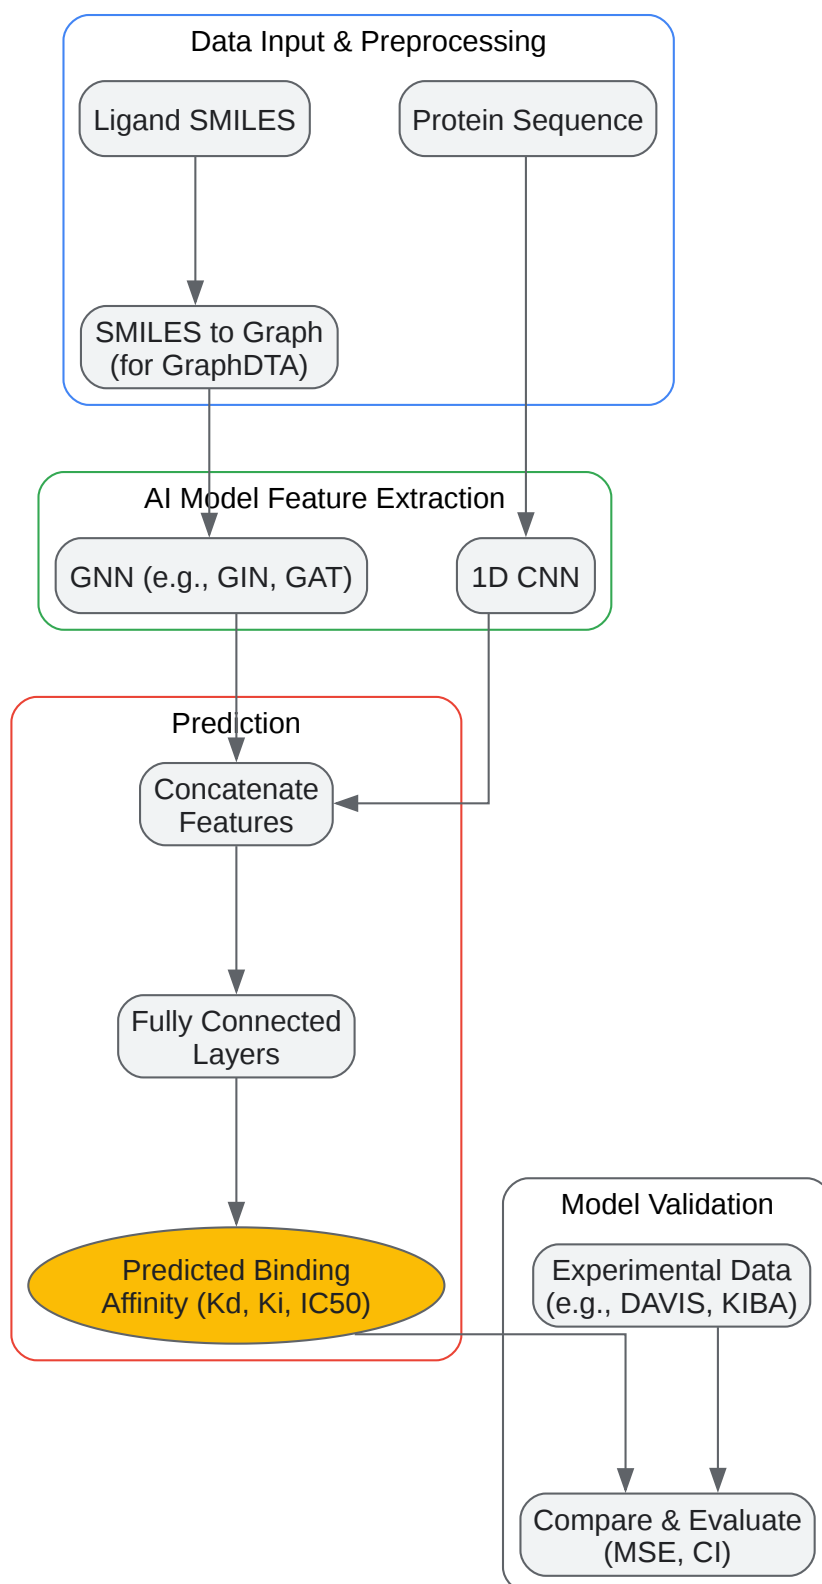 Data Input & Preprocessing
Ligand SMILES
Protein Sequence
SMILES to Graph
(for GraphDTA)
AI Model Feature Extraction
GNN (e.g., GIN, GAT)
1D CNN
Prediction
Concatenate
Features
Fully Connected
Layers
Predicted Binding
Affinity (Kd, Ki, IC50)
Model Validation
Experimental Data
(e.g., DAVIS, KIBA)
Compare & Evaluate
(MSE, CI)